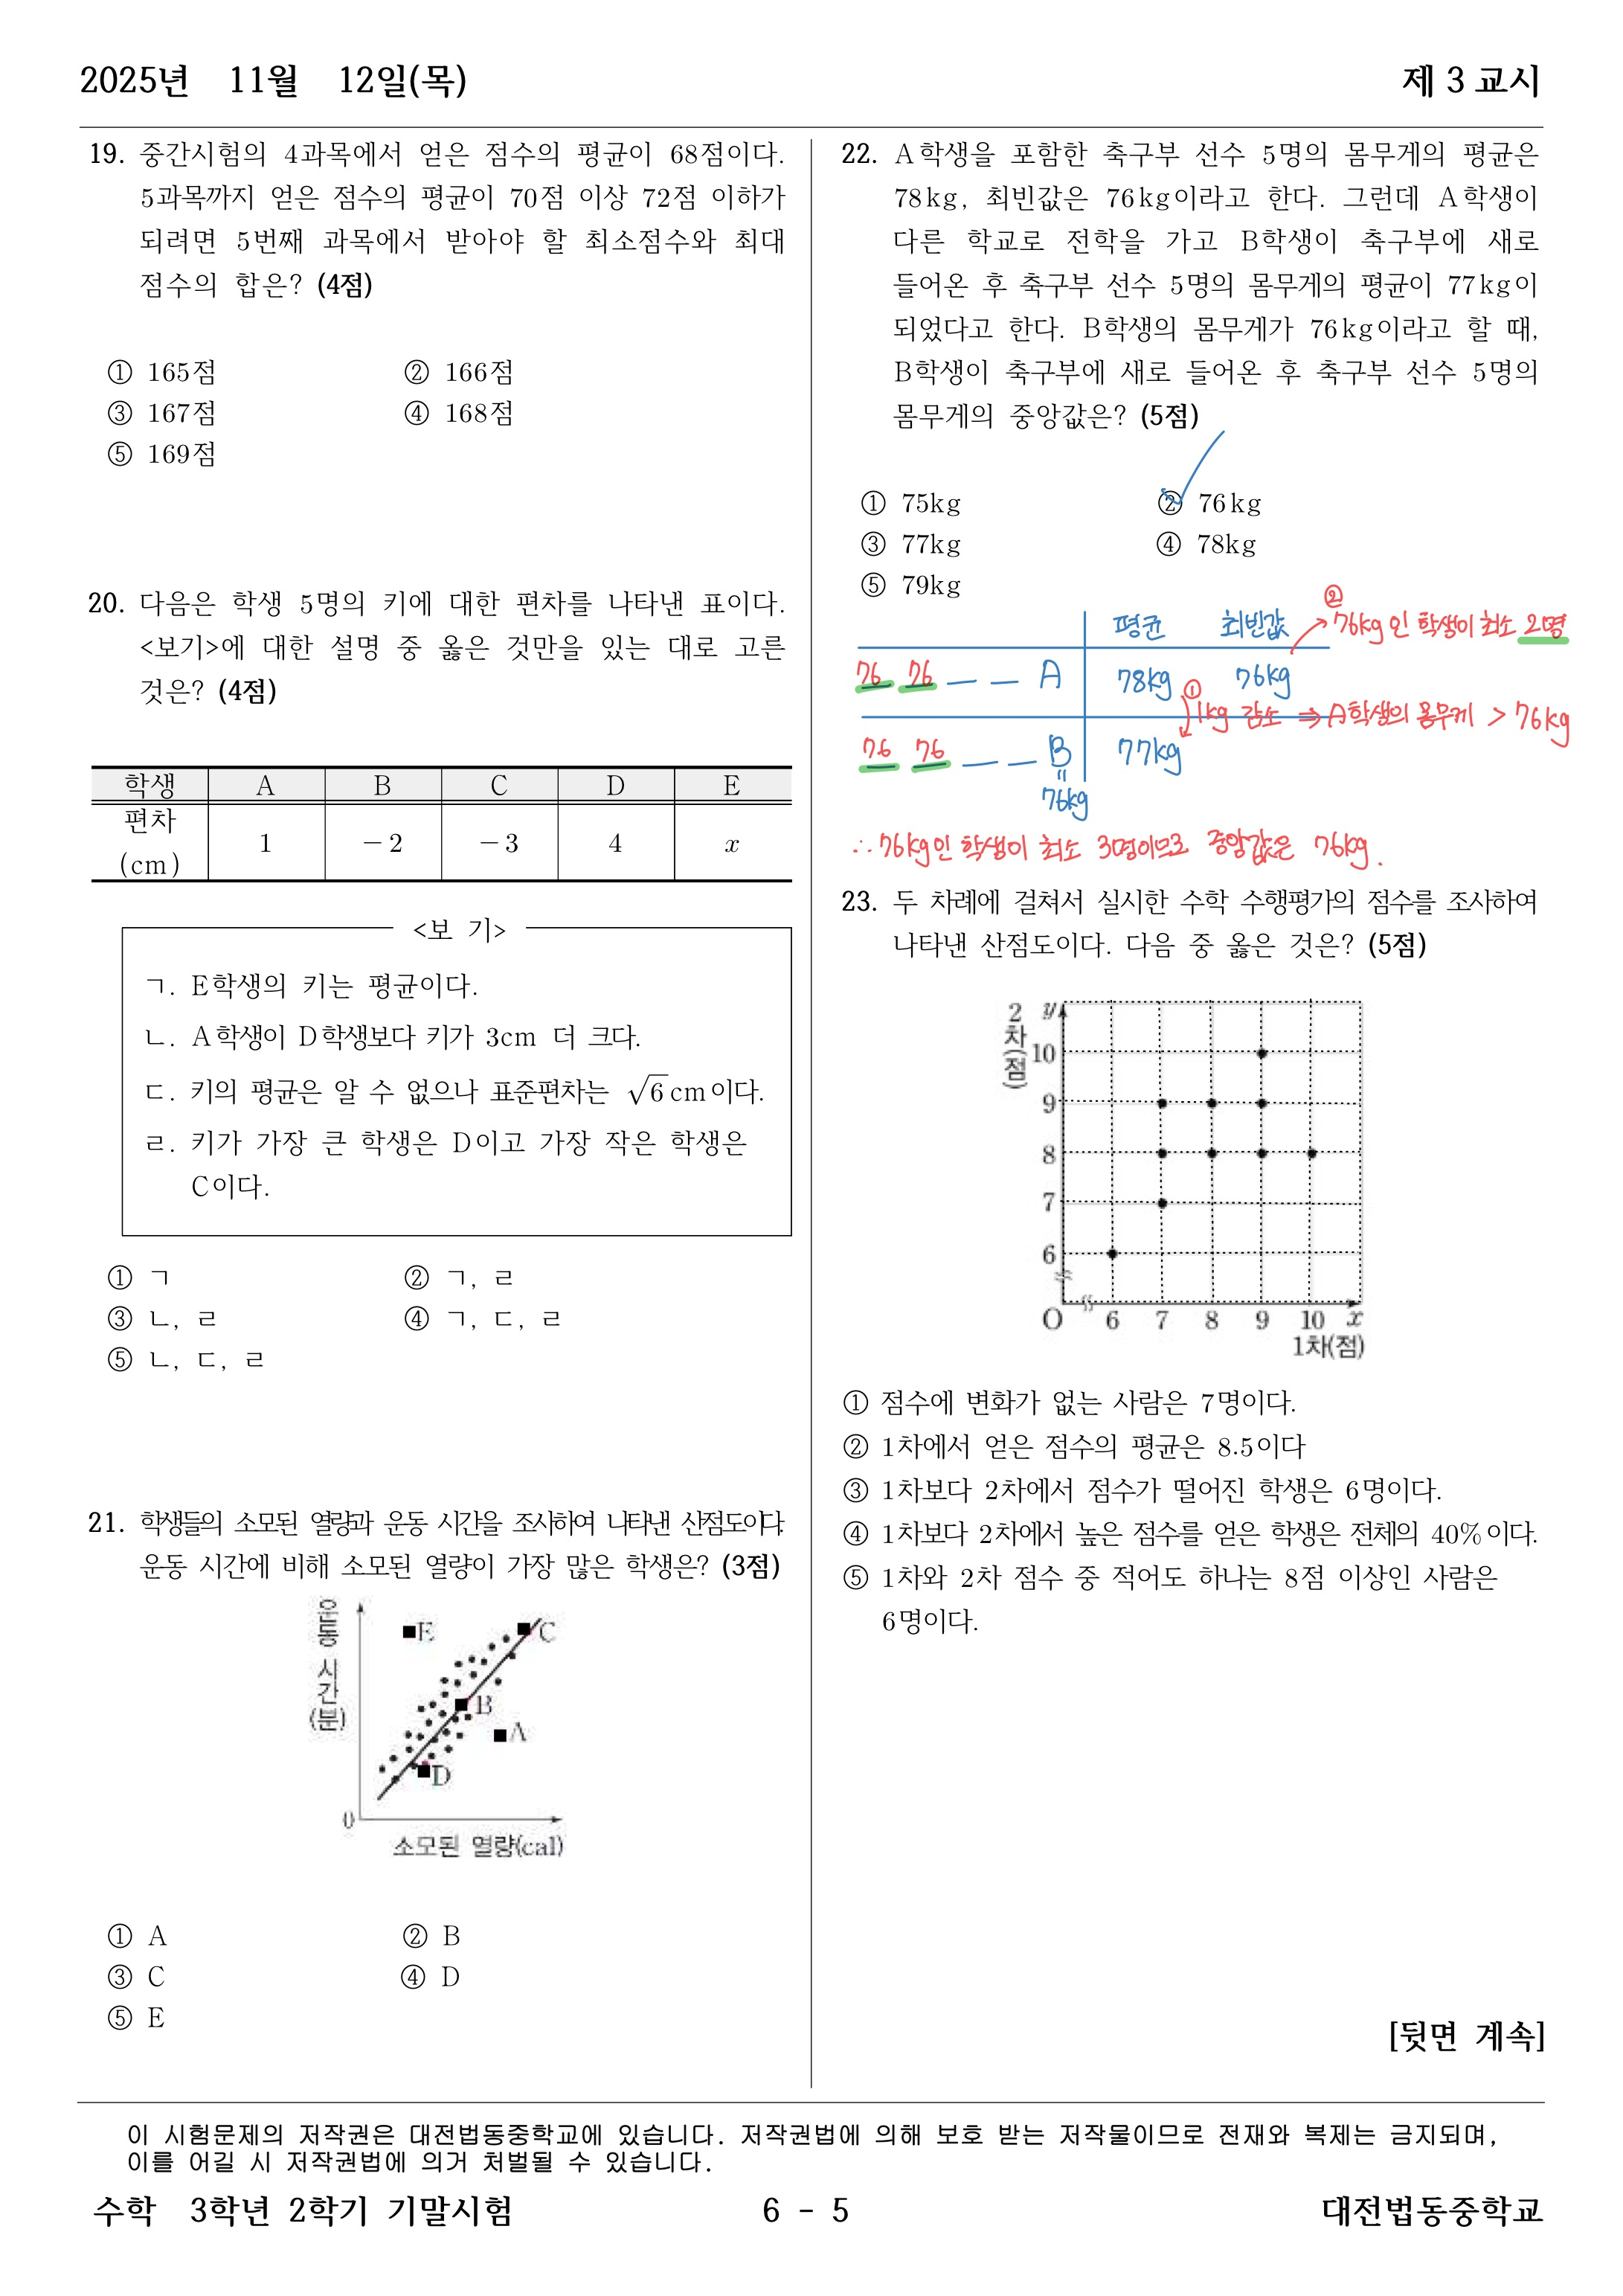 2025년 11월 12일(목)
제 3 교시
19. 중간시험의 4과목에서 얻은 점수의 평균이 68점이다.
5과목까지 얻은 점수의 평균이 70점 이상 72점 이하가
되려면 5번째 과목에서 받아야 할 최소점수와 최대
점수의 합은? (4점)
① 165점 ② 166점
③ 167점 ④ 168점
⑤ 169점
20. 다음은 학생 5명의 키에 대한 편차를 나타낸 표이다.
<보기>에 대한 설명 중 옳은 것만을 있는 대로 고른
것은? (4점)
학생 A B C D E
편차
(cm) 1 －2 －3 4 x
<보 기>
ㄱ. E학생의 키는 평균이다.
ㄴ. A학생이 D학생보다 키가 3cm 더 크다.
ㄷ. 키의 평균은 알 수 없으나 표준편차는 √6cm이다.
ㄹ. 키가 가장 큰 학생은 D이고 가장 작은 학생은
C이다.
① ㄱ ② ㄱ, ㄹ
③ ㄴ, ㄹ ④ ㄱ, ㄷ, ㄹ
⑤ ㄴ, ㄷ, ㄹ
21. 학생들의 소모된 열량과 운동 시간을 조사하여 나타낸 산점도이다.
운동 시간에 비해 소모된 열량이 가장 많은 학생은? (3점)
운동 시간(분)
E
C
B
A
D
0
소모된 열량(cal)
① A ② B
③ C ④ D
⑤ E
22. A학생을 포함한 축구부 선수 5명의 몸무게의 평균은
78kg, 최빈값은 76kg이라고 한다. 그런데 A학생이
다른 학교로 전학을 가고 B학생이 축구부에 새로
들어온 후 축구부 선수 5명의 몸무게의 평균이 77kg이
되었다고 한다. B학생의 몸무게가 76kg이라고 할 때,
B학생이 축구부에 새로 들어온 후 축구부 선수 5명의
몸무게의 중앙값은? (5점)
① 75kg ② 76kg
③ 77kg ④ 78kg
⑤ 79kg
평균 최빈값 ② 76kg인 학생이 최소 2명
76 76 _ _ A 78kg 76kg
① 1kg 감소 ⇒ A학생의 몸무게 > 76kg
76 76 _ _ B 77kg
"
76kg
∴ 76kg인 학생이 최소 3명이므로 중앙값은 76kg.
23. 두 차례에 걸쳐서 실시한 수학 수행평가의 점수를 조사하여
나타낸 산점도이다. 다음 중 옳은 것은? (5점)
2차(점)
y
10
9
8
7
6
O 6 7 8 9 10 x
1차(점)
① 점수에 변화가 없는 사람은 7명이다.
② 1차에서 얻은 점수의 평균은 8.5이다
③ 1차보다 2차에서 점수가 떨어진 학생은 6명이다.
④ 1차보다 2차에서 높은 점수를 얻은 학생은 전체의 40%이다.
⑤ 1차와 2차 점수 중 적어도 하나는 8점 이상인 사람은
6명이다.
[뒷면 계속]
이 시험문제의 저작권은 대전법동중학교에 있습니다. 저작권법에 의해 보호 받는 저작물이므로 전재와 복제는 금지되며,
이를 어길 시 저작권법에 의거 처벌될 수 있습니다.
수학 3학년 2학기 기말시험
6 - 5
대전법동중학교